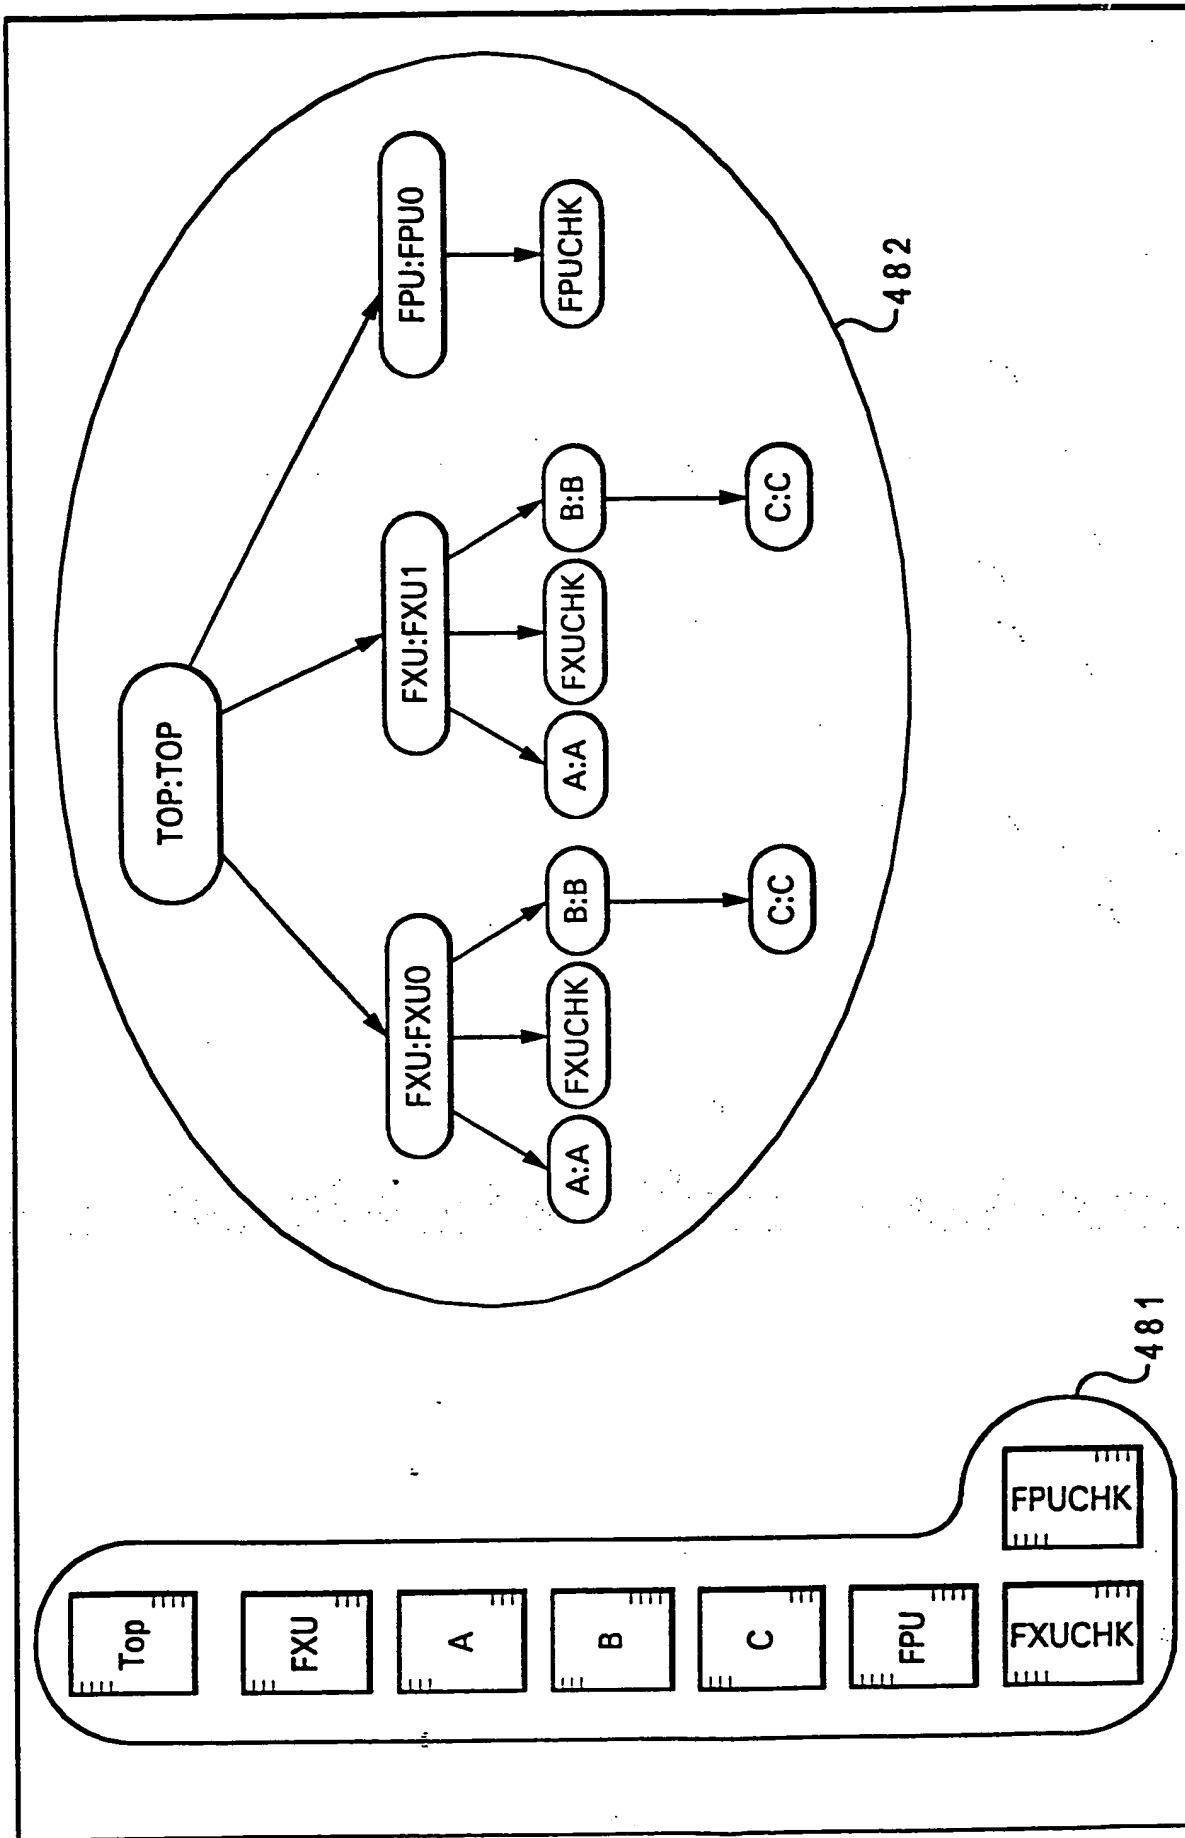 Top
FXU
A
B
C
FPU
FXUCHK
FPUCHK
481
TOP:TOP
FXU:FXU0
FXU:FXU1
FPU:FPU0
A:A
FXUCHK
B:B
A:A
FXUCHK
B:B
FPUCHK
C:C
C:C
482